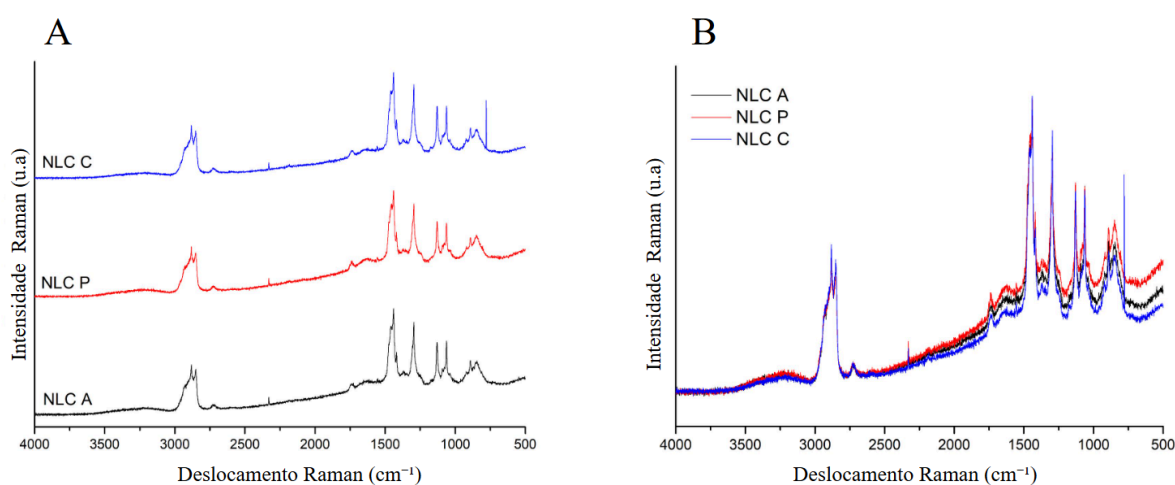 A
Intensidade Raman (u.a)
NLC C
NLC P
NLC A
4000 3500 3000 2500 2000 1500 1000 500
Deslocamento Raman (cm⁻¹)
B
Intensidade Raman (u.a)
NLC A
NLC P
NLC C
4000 3500 3000 2500 2000 1500 1000 500
Deslocamento Raman (cm⁻¹)